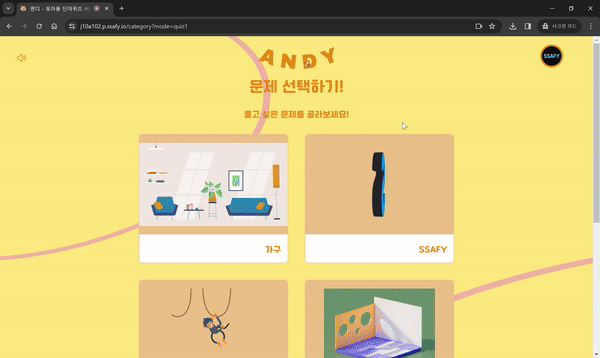 앤디 - 유아용 단어퀴즈 서
j10a102.p.ssafy.io/category?mode=quiz1
시크릿 모드
ANDY
SSAFY
문제 선택하기!
풀고 싶은 문제를 골라보세요!
가구
SSAFY